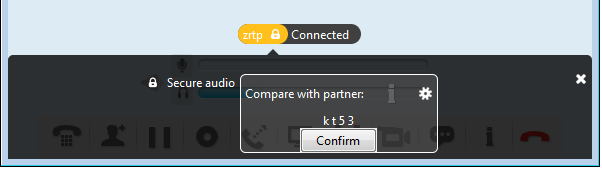 zrtp Connected
Secure audio
Compare with partner:
k t 5 3
Confirm